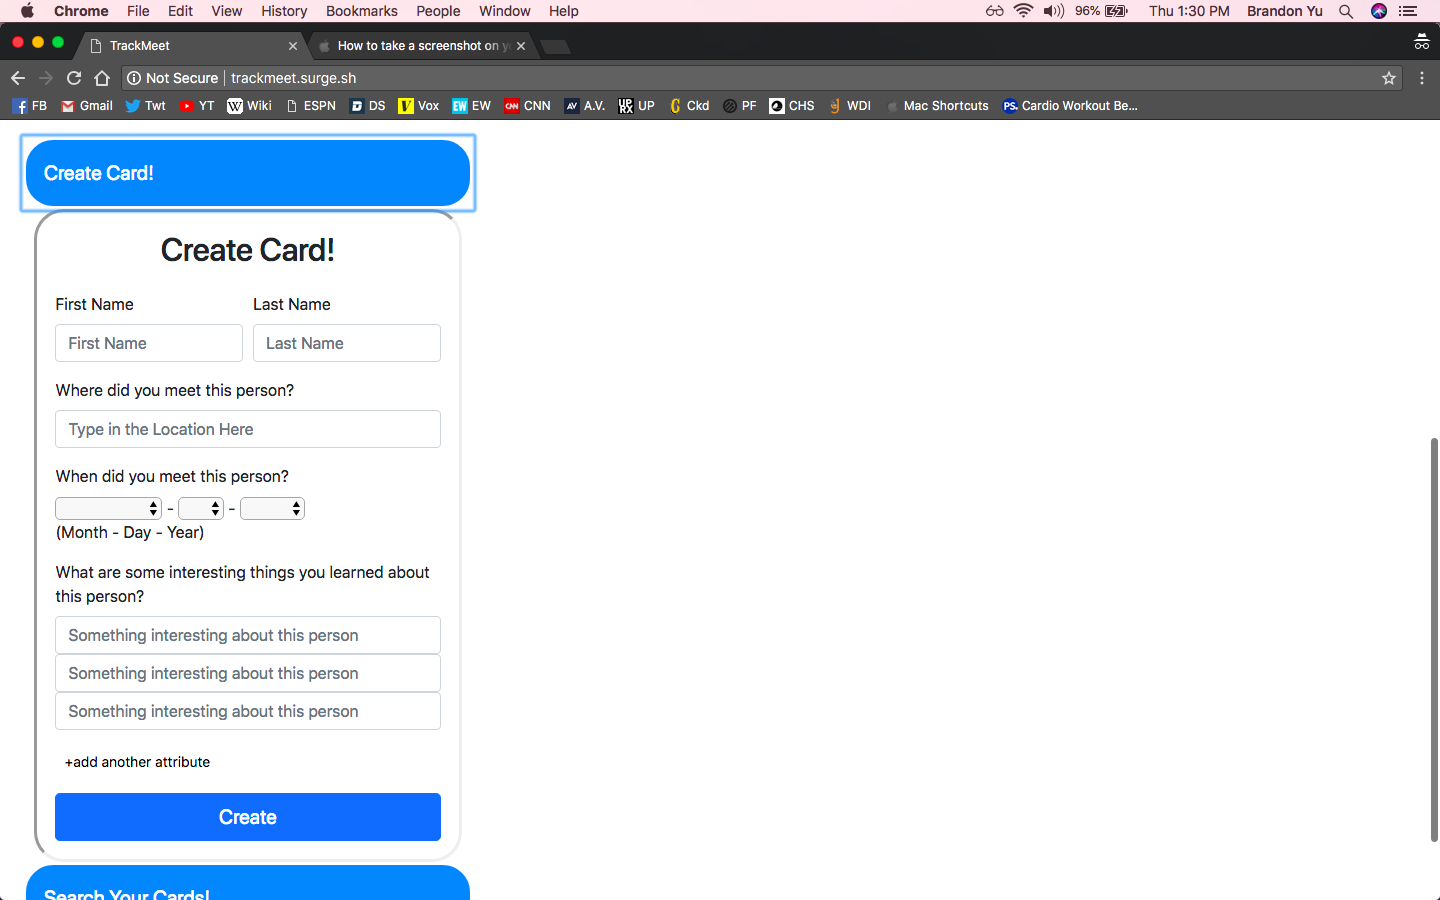 Chrome File Edit View History Bookmarks People Window Help 96% Thu 1:30 PM Brandon Yu
TrackMeet How to take a screenshot on y
Not Secure trackmeet.surge.sh
FB Gmail Twt YT W Wiki ESPN D DS V Vox EW EW CNN CNN AV A.V. UPRX UP Ckd PF CHS WDI Mac Shortcuts PS. Cardio Workout Be...
Create Card!
Create Card!
First Name Last Name
First Name Last Name
Where did you meet this person?
Type in the Location Here
When did you meet this person?
- -
(Month - Day - Year)
What are some interesting things you learned about
this person?
Something interesting about this person
Something interesting about this person
Something interesting about this person
+add another attribute
Create
Search Your Cards!